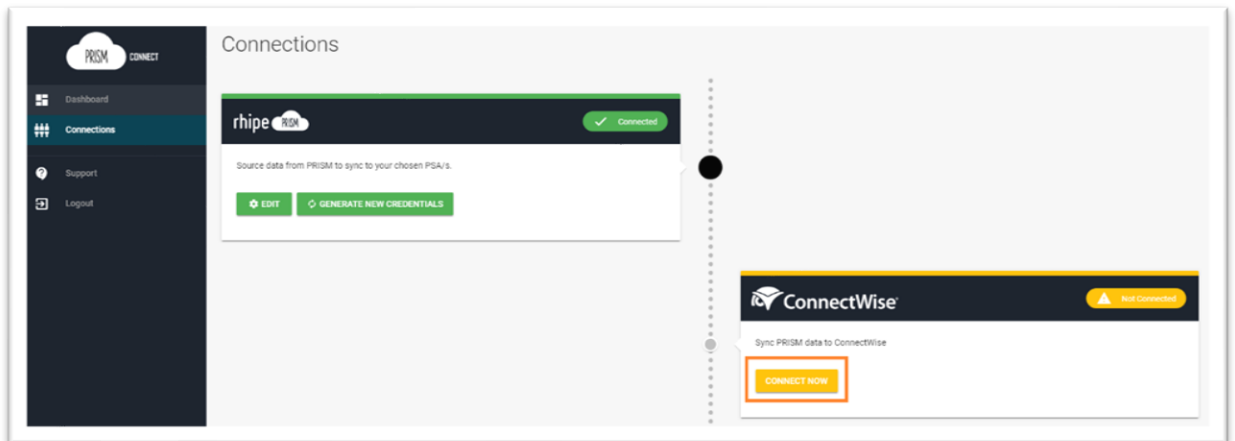 PRISM CONNECT
Dashboard
Connections
Support
Logout
Connections
rhipe PRISM
Connected
Source data from PRISM to sync to your chosen PSA/s.
EDIT
GENERATE NEW CREDENTIALS
ConnectWise
Not Connected
Sync PRISM data to ConnectWise
CONNECT NOW